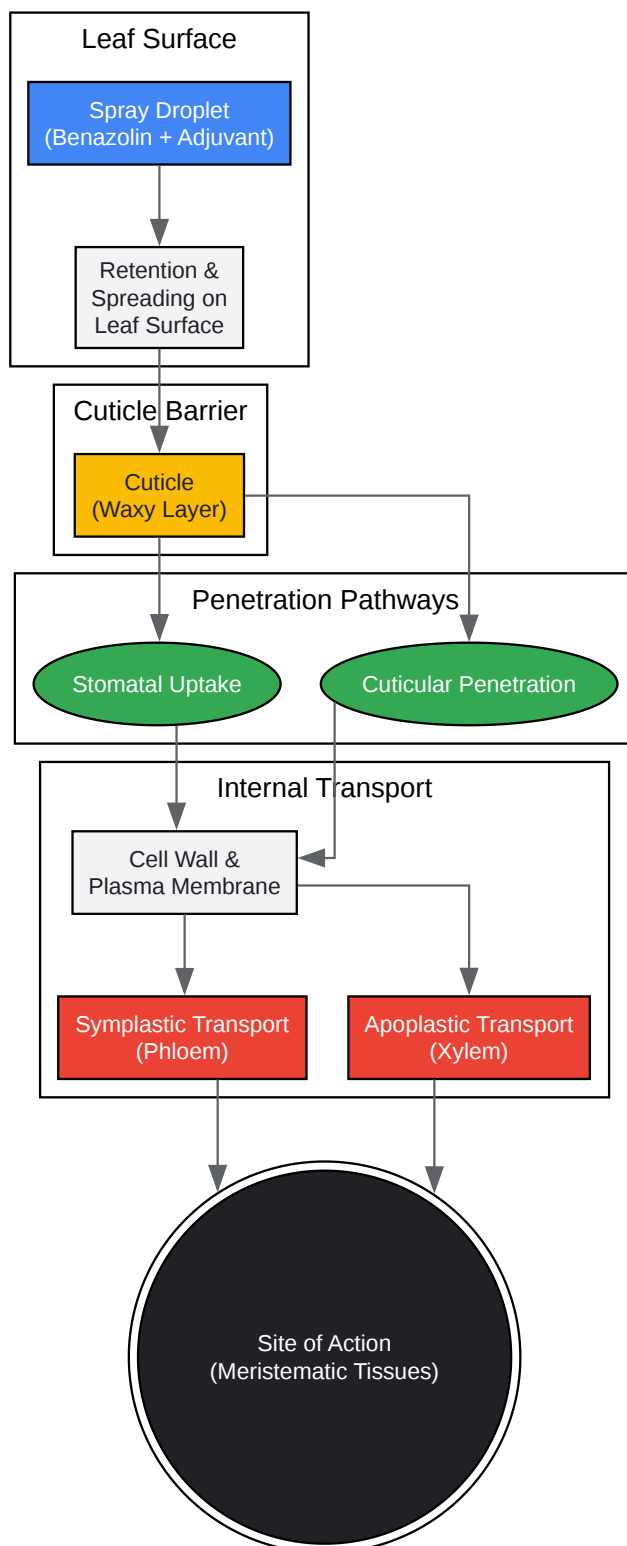 Leaf Surface
Spray Droplet
(Benazolin + Adjuvant)
Retention &
Spreading on
Leaf Surface
Cuticle Barrier
Cuticle
(Waxy Layer)
Penetration Pathways
Stomatal Uptake
Cuticular Penetration
Internal Transport
Cell Wall &
Plasma Membrane
Symplastic Transport
(Phloem)
Apoplastic Transport
(Xylem)
Site of Action
(Meristematic Tissues)